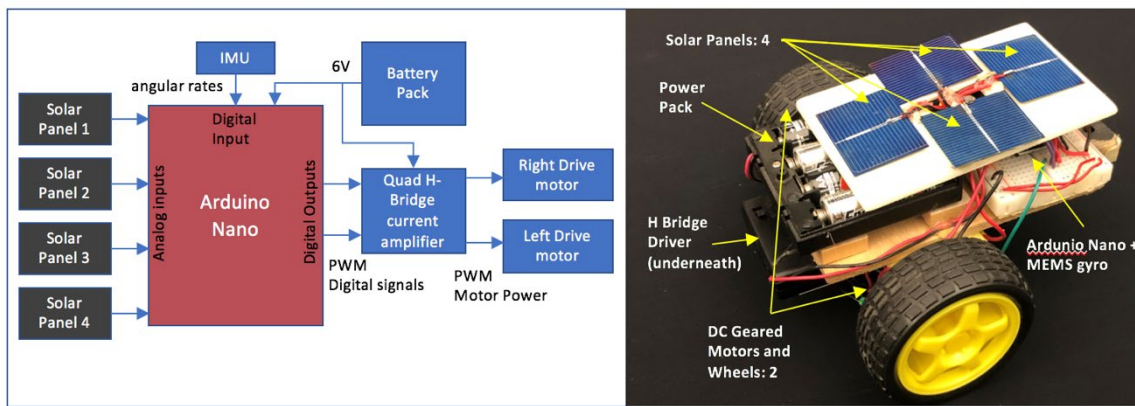 IMU
6V
Battery
Pack
angular rates
Solar
Panel 1
Solar
Panel 2
Solar
Panel 3
Solar
Panel 4
Analog inputs
Digital
Input
Arduino
Nano
Digital Outputs
Quad H-
Bridge
current
amplifier
Right Drive
motor
Left Drive
motor
PWM
Digital signals
PWM
Motor Power
Solar Panels: 4
Power
Pack
H Bridge
Driver
(underneath)
Ardunio Nano +
MEMS gyro
DC Geared
Motors and
Wheels: 2